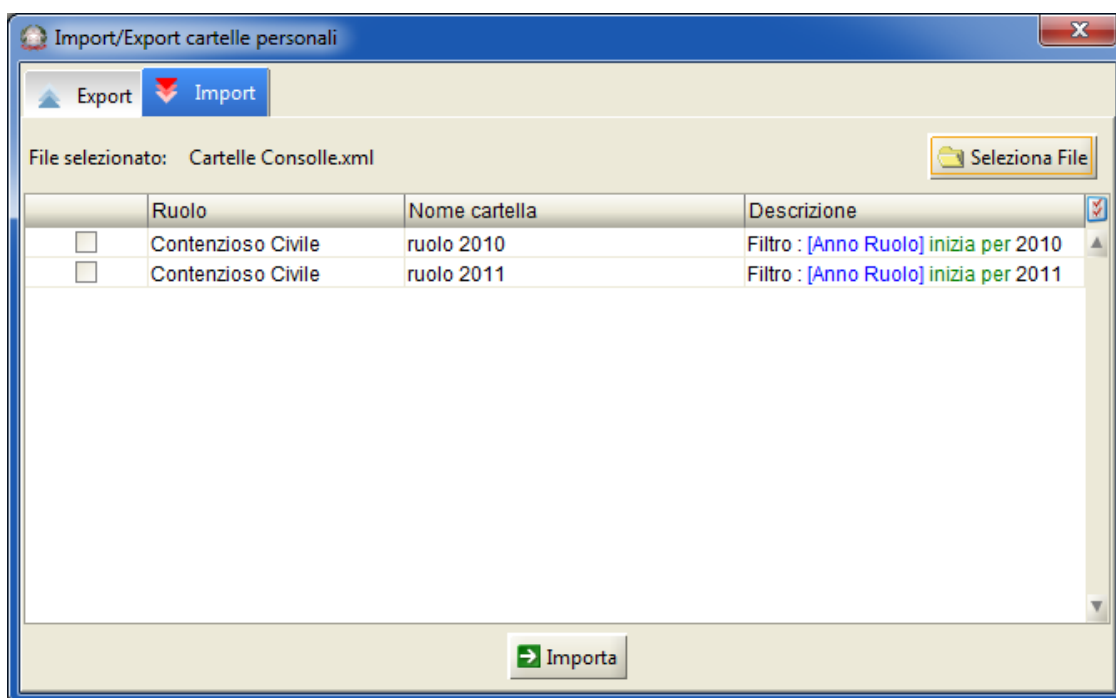 Import/Export cartelle personali
x
Export Import
File selezionato: Cartelle Consolle.xml Seleziona File
Ruolo Nome cartella Descrizione
Contenzioso Civile ruolo 2010 Filtro : [Anno Ruolo] inizia per 2010
Contenzioso Civile ruolo 2011 Filtro : [Anno Ruolo] inizia per 2011
Importa